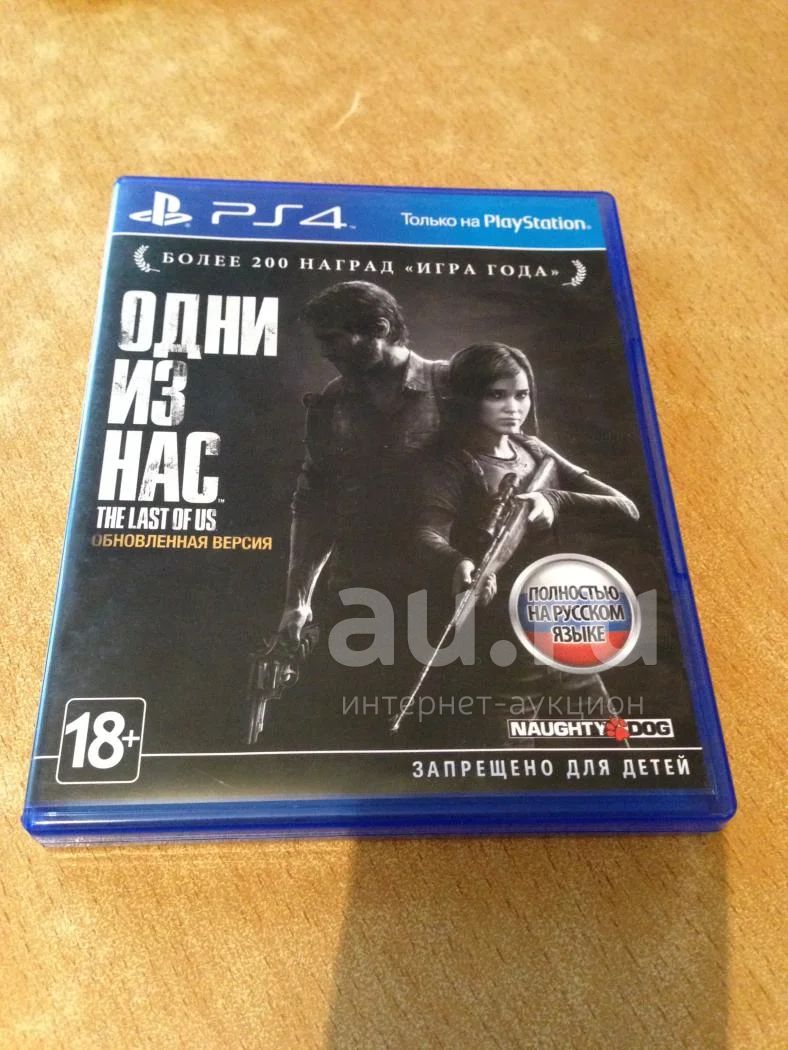 PS4 Только на PlayStation
БОЛЕЕ 200 НАГРАД «ИГРА ГОДА»
ОДНИ
ИЗ
НАС
THE LAST OF US
ОБНОВЛЕННАЯ ВЕРСИЯ
ПОЛНОСТЬЮ
НА РУССКОМ
ЯЗЫКЕ
au.ru
интернет-аукцион
NAUGHTY DOG
18+
ЗАПРЕЩЕНО ДЛЯ ДЕТЕЙ